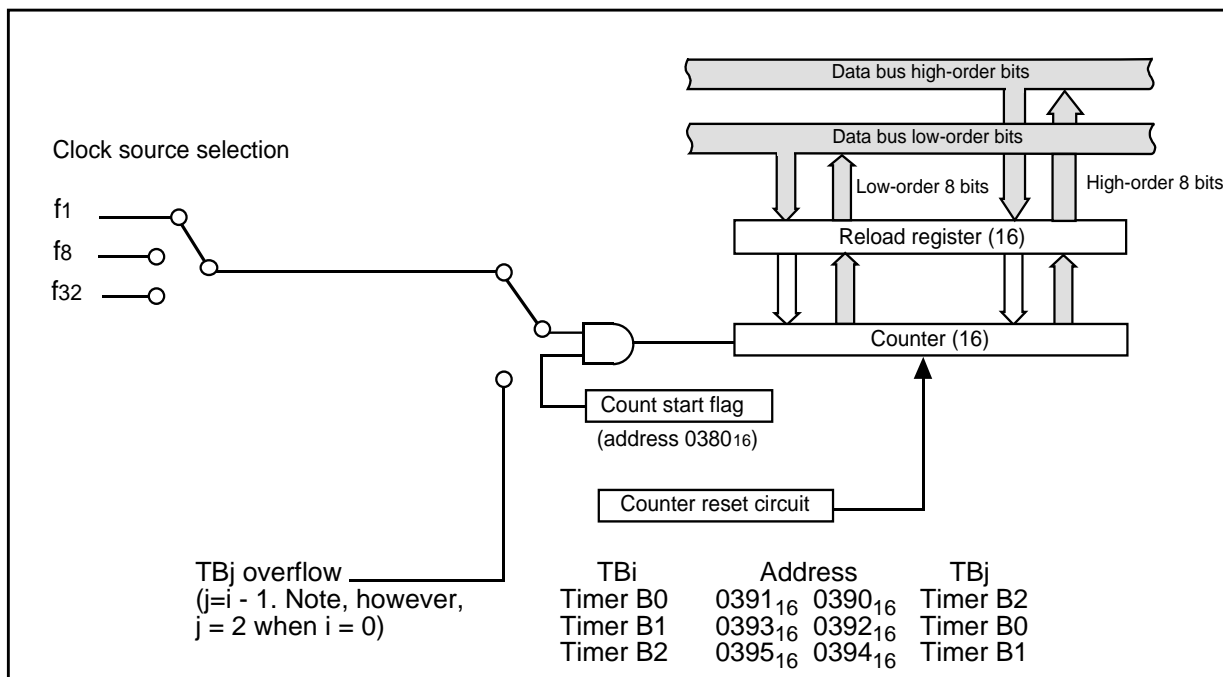 Data bus high-order bits
Data bus low-order bits
Clock source selection
Low-order 8 bits
High-order 8 bits
f1
f8
f32
Reload register (16)
Counter (16)
Count start flag
(address 038016)
Counter reset circuit
TBj overflow
(j=i - 1. Note, however,
j = 2 when i = 0)
TBi Address TBj
Timer B0 039116 039016 Timer B2
Timer B1 039316 039216 Timer B0
Timer B2 039516 039416 Timer B1